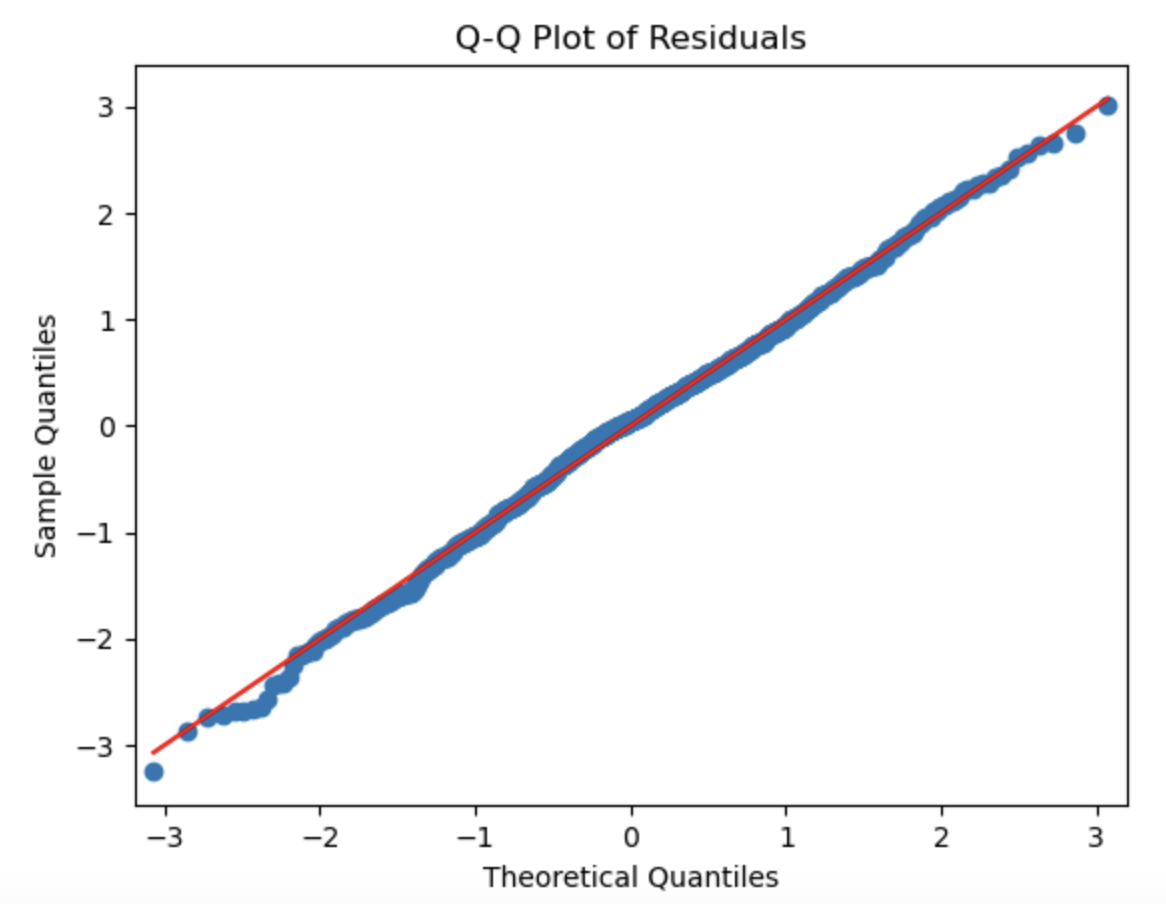 Q-Q Plot of Residuals
3
2
1
0
−1
−2
−3
Sample Quantiles
−3 −2 −1 0 1 2 3
Theoretical Quantiles